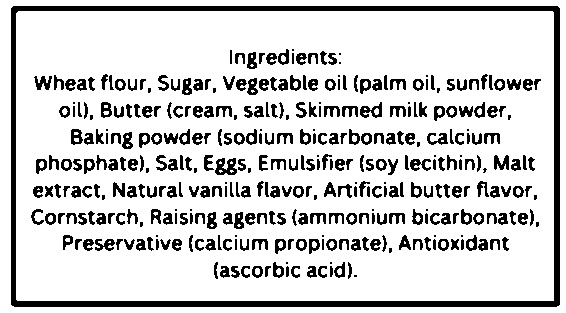 Ingredients:
Wheat flour, Sugar, Vegetable oil (palm oil, sunflower
oil), Butter (cream, salt), Skimmed milk powder,
Baking powder (sodium bicarbonate, calcium
phosphate), Salt, Eggs, Emulsifier (soy lecithin), Malt
extract, Natural vanilla flavor, Artificial butter flavor,
Cornstarch, Raising agents (ammonium bicarbonate),
Preservative (calcium propionate), Antioxidant
(ascorbic acid).